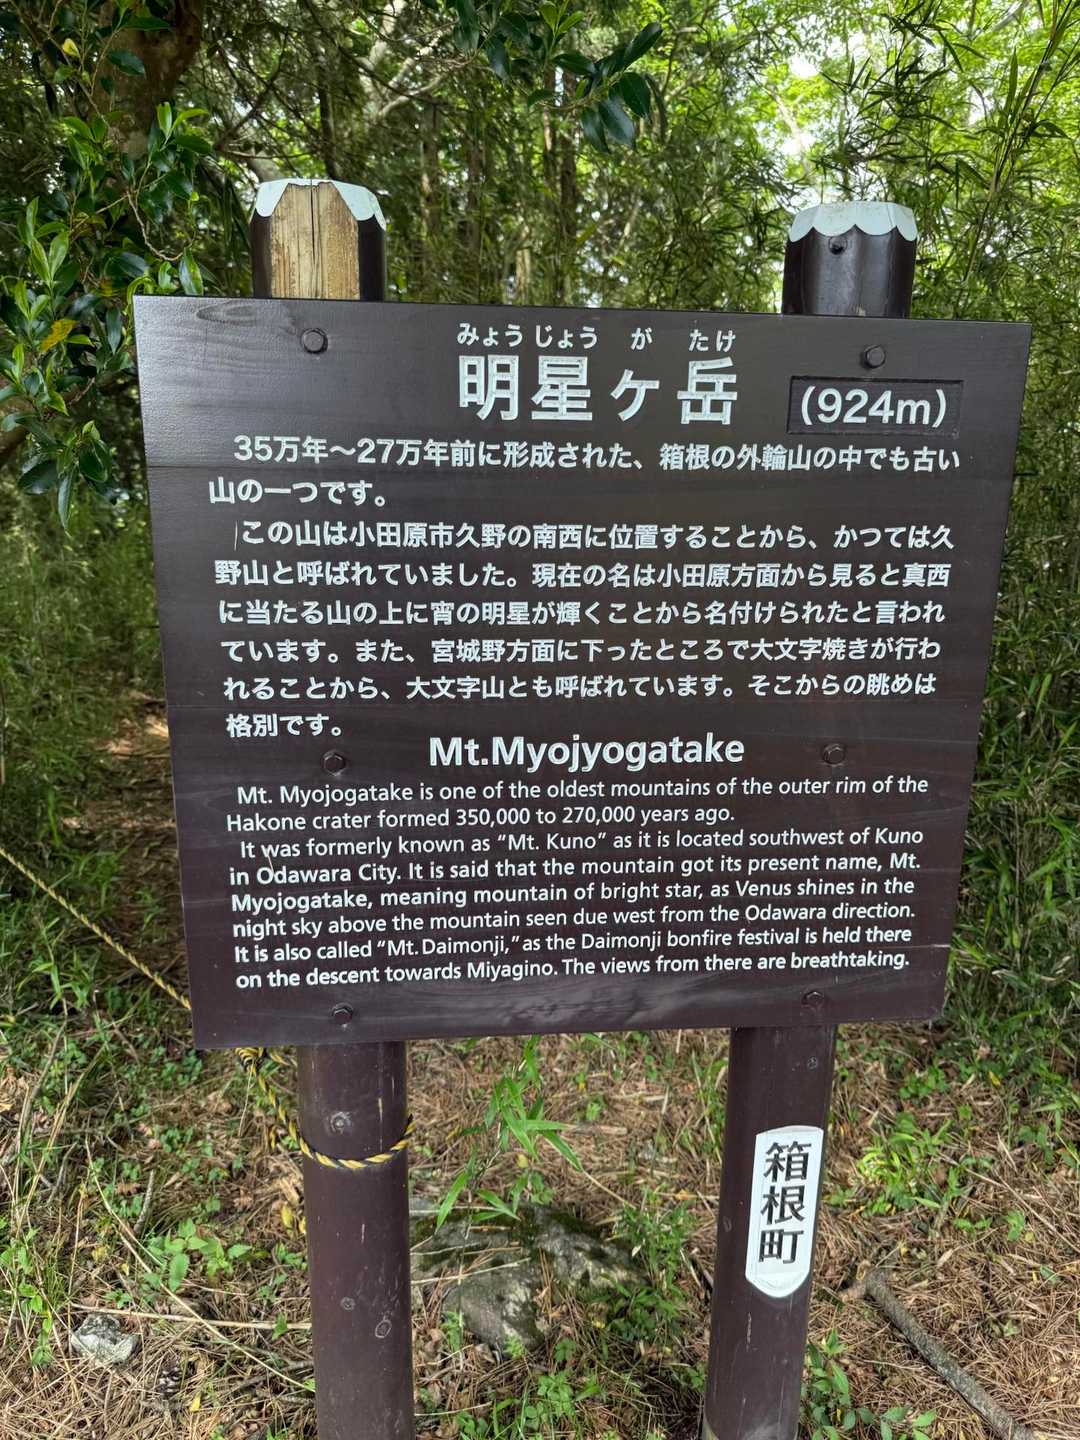 みょうじょう が たけ
明星ヶ岳 (924m)
35万年～27万年前に形成された、箱根の外輪山の中でも古い
山の一つです。
この山は小田原市久野の南西に位置することから、かつては久
野山と呼ばれていました。現在の名は小田原方面から見ると真西
に当たる山の上に宵の明星が輝くことから名付けられたと言われ
ています。また、宮城野方面に下ったところで大文字焼きが行わ
れることから、大文字山とも呼ばれています。そこからの眺めは
格別です。
Mt.Myojyogatake
Mt. Myojogatake is one of the oldest mountains of the outer rim of the
Hakone crater formed 350,000 to 270,000 years ago.
It was formerly known as “Mt. Kuno” as it is located southwest of Kuno
in Odawara City. It is said that the mountain got its present name, Mt.
Myojogatake, meaning mountain of bright star, as Venus shines in the
night sky above the mountain seen due west from the Odawara direction.
It is also called “Mt. Daimonji,” as the Daimonji bonfire festival is held there
on the descent towards Miyagino. The views from there are breathtaking.
箱根町